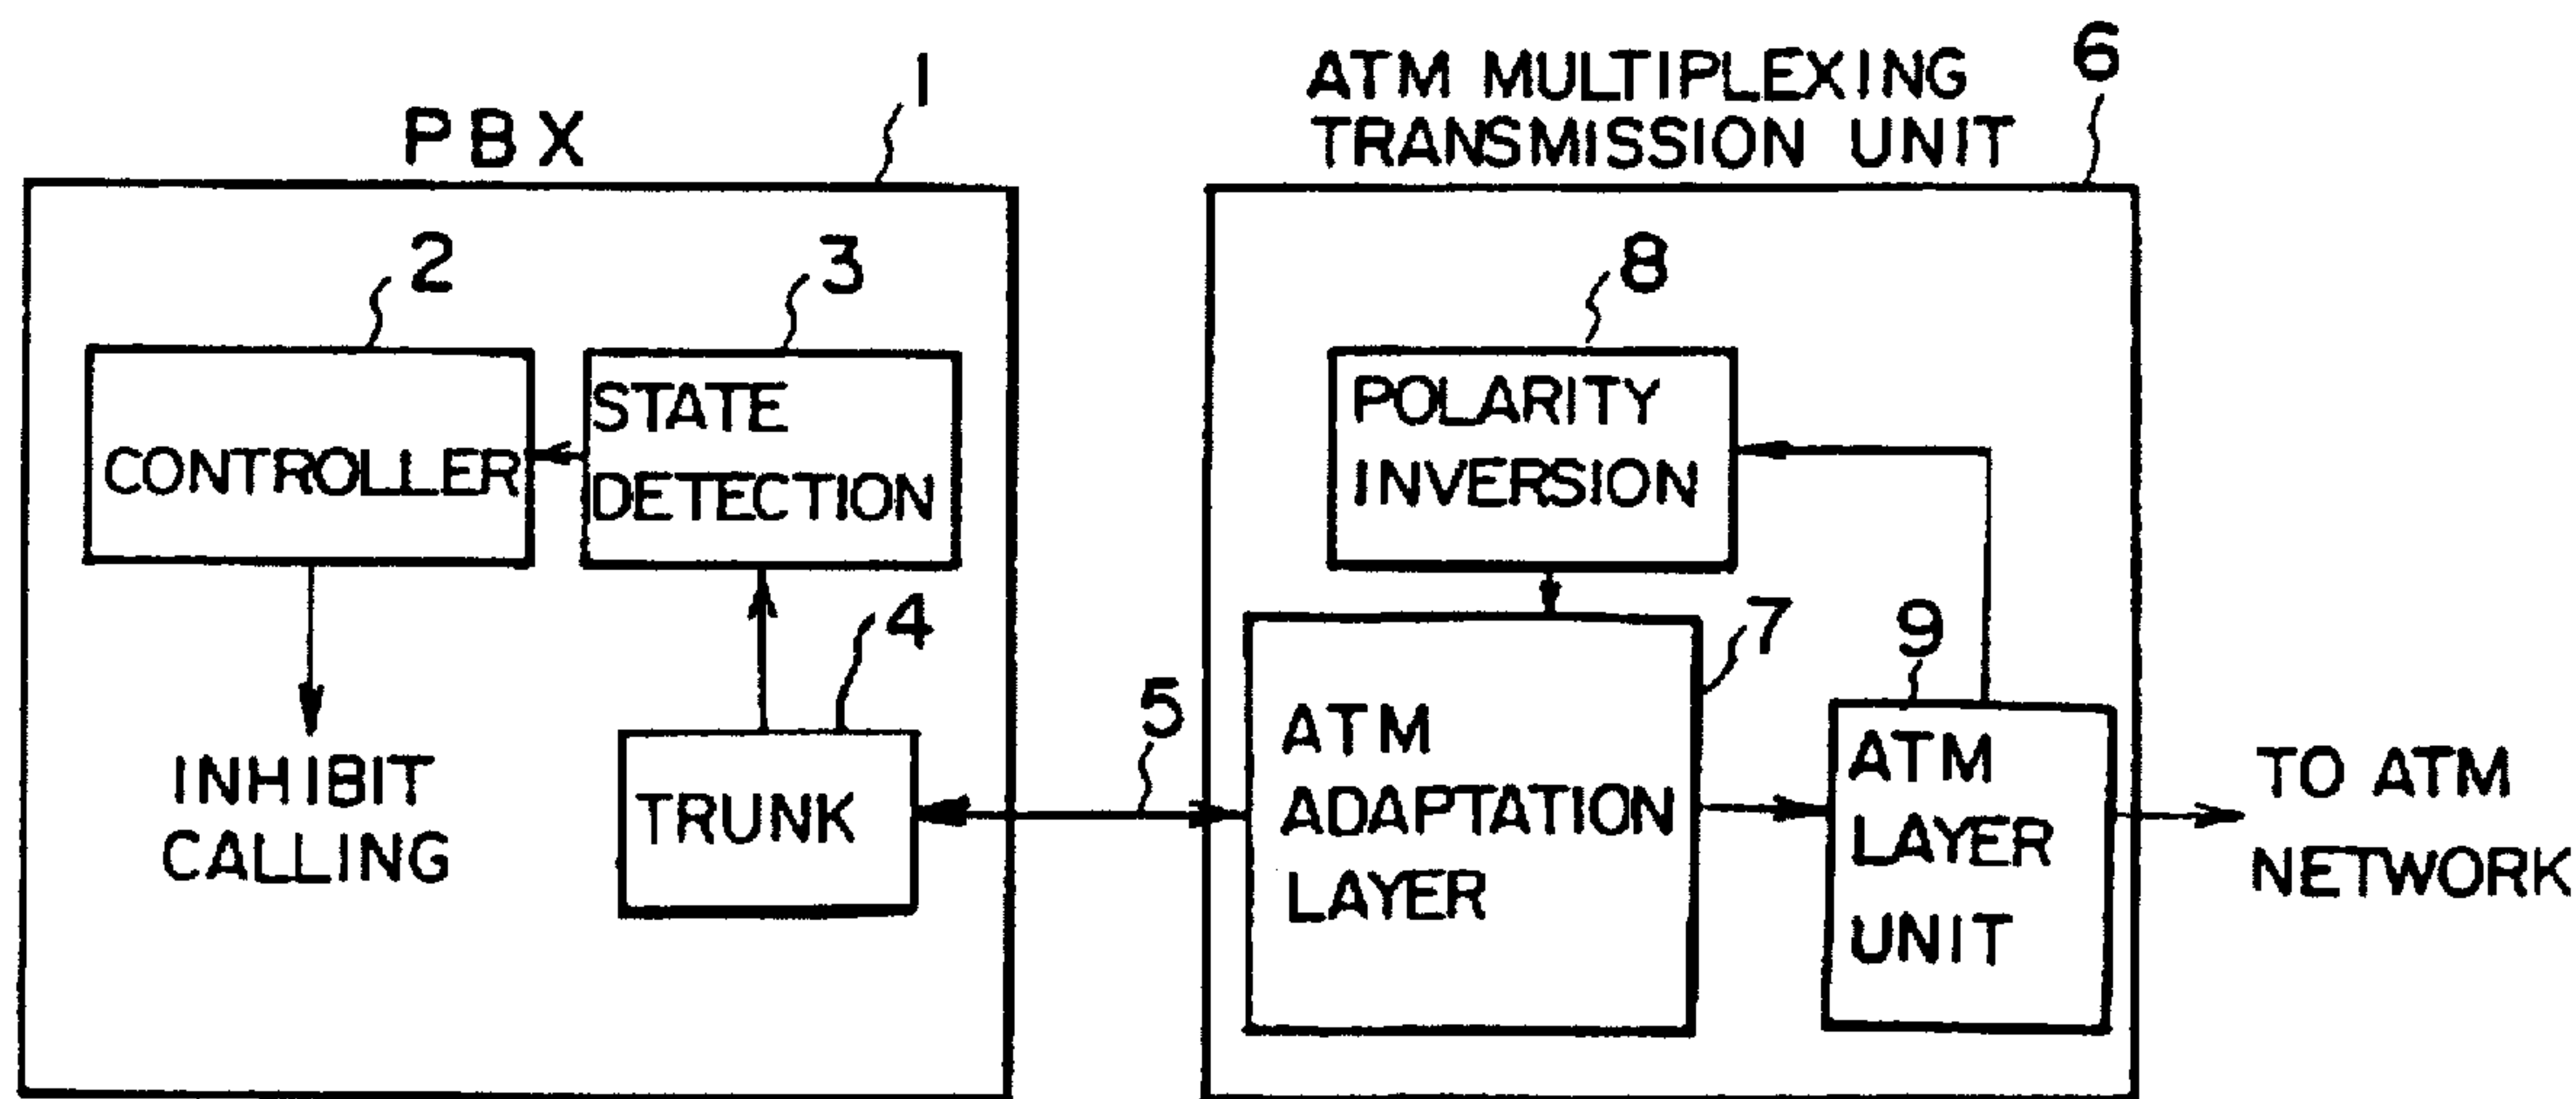 PBX
1
ATM MULTIPLEXING
TRANSMISSION UNIT
6
2
3
CONTROLLER
STATE
DETECTION
4
TRUNK
INHIBIT
CALLING
5
8
POLARITY
INVERSION
7
ATM
ADAPTATION
LAYER
9
ATM
LAYER
UNIT
TO ATM
NETWORK